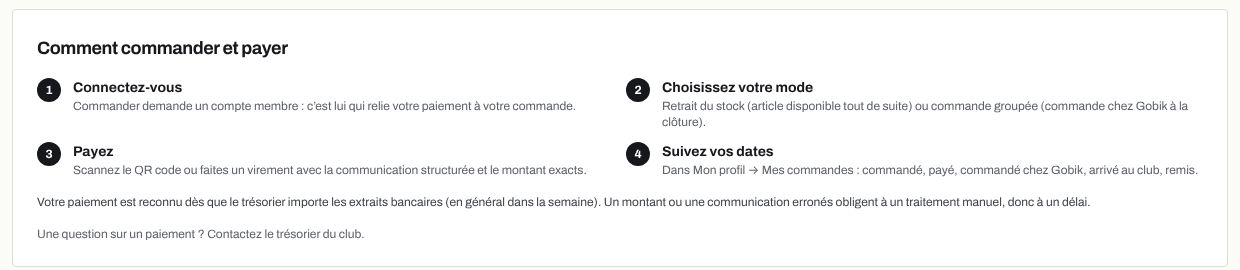 Comment commander et payer
1 Connectez-vous
Commander demande un compte membre : c'est lui qui relie votre paiement à votre commande.
2 Choisissez votre mode
Retrait du stock (article disponible tout de suite) ou commande groupée (commande chez Gobik à la
clôture).
3 Payez
Scannez le QR code ou faites un virement avec la communication structurée et le montant exacts.
4 Suivez vos dates
Dans Mon profil → Mes commandes : commandé, payé, commandé chez Gobik, arrivé au club, remis.
Votre paiement est reconnu dès que le trésorier importe les extraits bancaires (en général dans la semaine). Un montant ou une communication erronés obligent à un traitement manuel, donc à un délai.
Une question sur un paiement ? Contactez le trésorier du club.